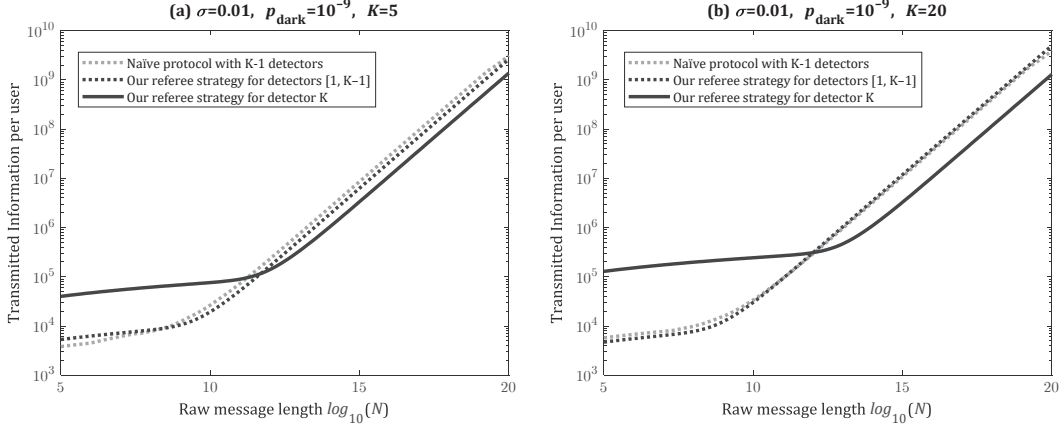 (a) σ=0.01, p_dark=10^-9, K=5
Transmitted Information per user
10^10
10^9
10^8
10^7
10^6
10^5
10^4
10^3
Naïve protocol with K-1 detectors
Our referee strategy for detectors [1, K−1]
Our referee strategy for detector K
5
10
15
20
Raw message length log_10(N)
(b) σ=0.01, p_dark=10^-9, K=20
Transmitted Information per user
10^10
10^9
10^8
10^7
10^6
10^5
10^4
10^3
Naïve protocol with K-1 detectors
Our referee strategy for detectors [1, K−1]
Our referee strategy for detector K
5
10
15
20
Raw message length log_10(N)